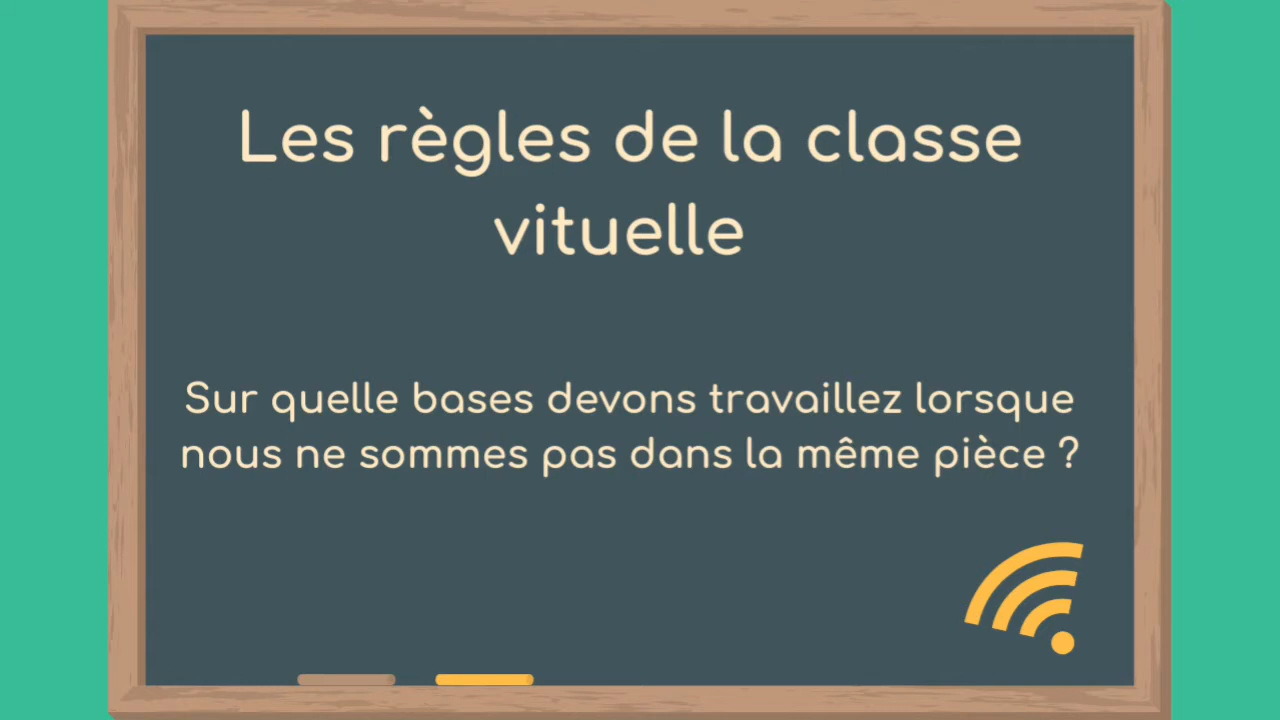 Les règles de la classe
vituelle
Sur quelle bases devons travaillez lorsque
nous ne sommes pas dans la même pièce ?